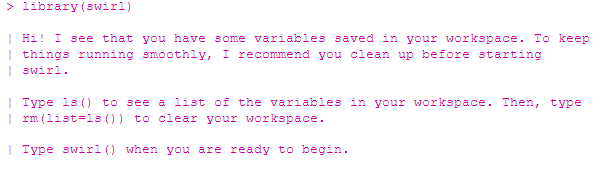 > library(swirl)
| Hi! I see that you have some variables saved in your workspace. To keep
| things running smoothly, I recommend you clean up before starting
| swirl.
| Type ls() to see a list of the variables in your workspace. Then, type
| rm(list=ls()) to clear your workspace.
| Type swirl() when you are ready to begin.